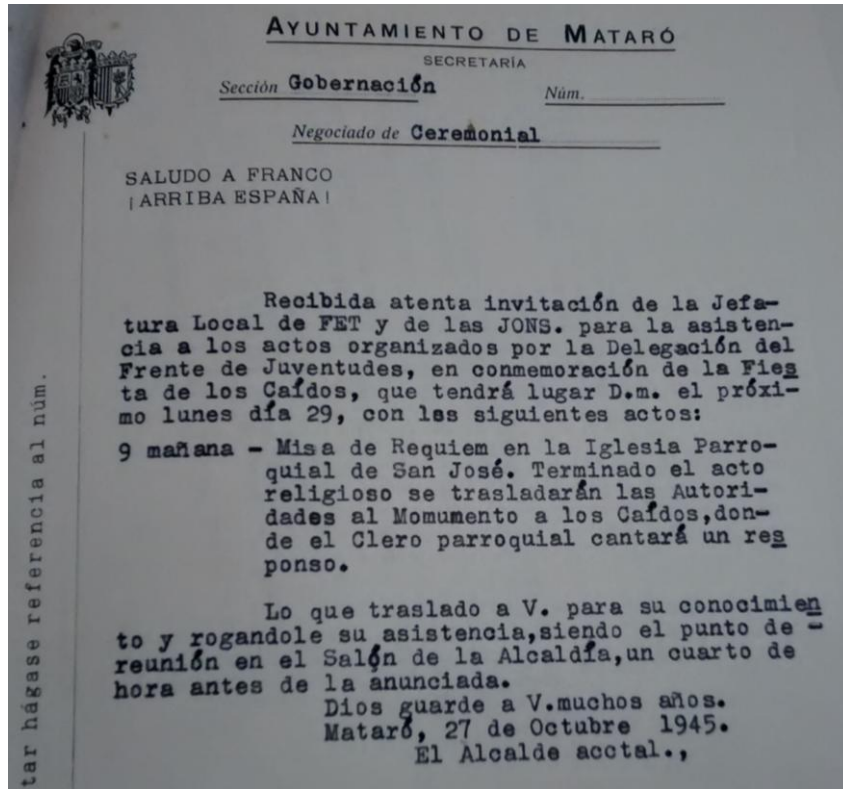 AYUNTAMIENTO DE MATARÓ
SECRETARÍA
Sección Gobernación
Núm.
Negociado de Ceremonial
SALUDO A FRANCO
¡ARRIBA ESPAÑA!
Recibida atenta invitación de la Jefa-
tura Local de FET y de las JONS. para la asisten-
cia a los actos organizados por la Delegación del
Frente de Juventudes, en conmemoración de la Fies
ta de los Caídos, que tendrá lugar D.m. el próxi-
mo lunes día 29, con los siguientes actos:
9 mañana - Misa de Requiem en la Iglesia Parro-
quial de San José. Terminado el acto
religioso se trasladarán las Autori-
dades al Momumento a los Caídos,don-
de el Clero parroquial cantará un res
ponso.
Lo que traslado a V. para su conocimien
to y rogandole su asistencia,siendo el punto de -
reunión en el Salón de la Alcaldía,un cuarto de
hora antes de la anunciada.
Dios guarde a V.muchos años.
Mataró, 27 de Octubre 1945.
El Alcalde acctal.,
tar hágase referencia al núm.